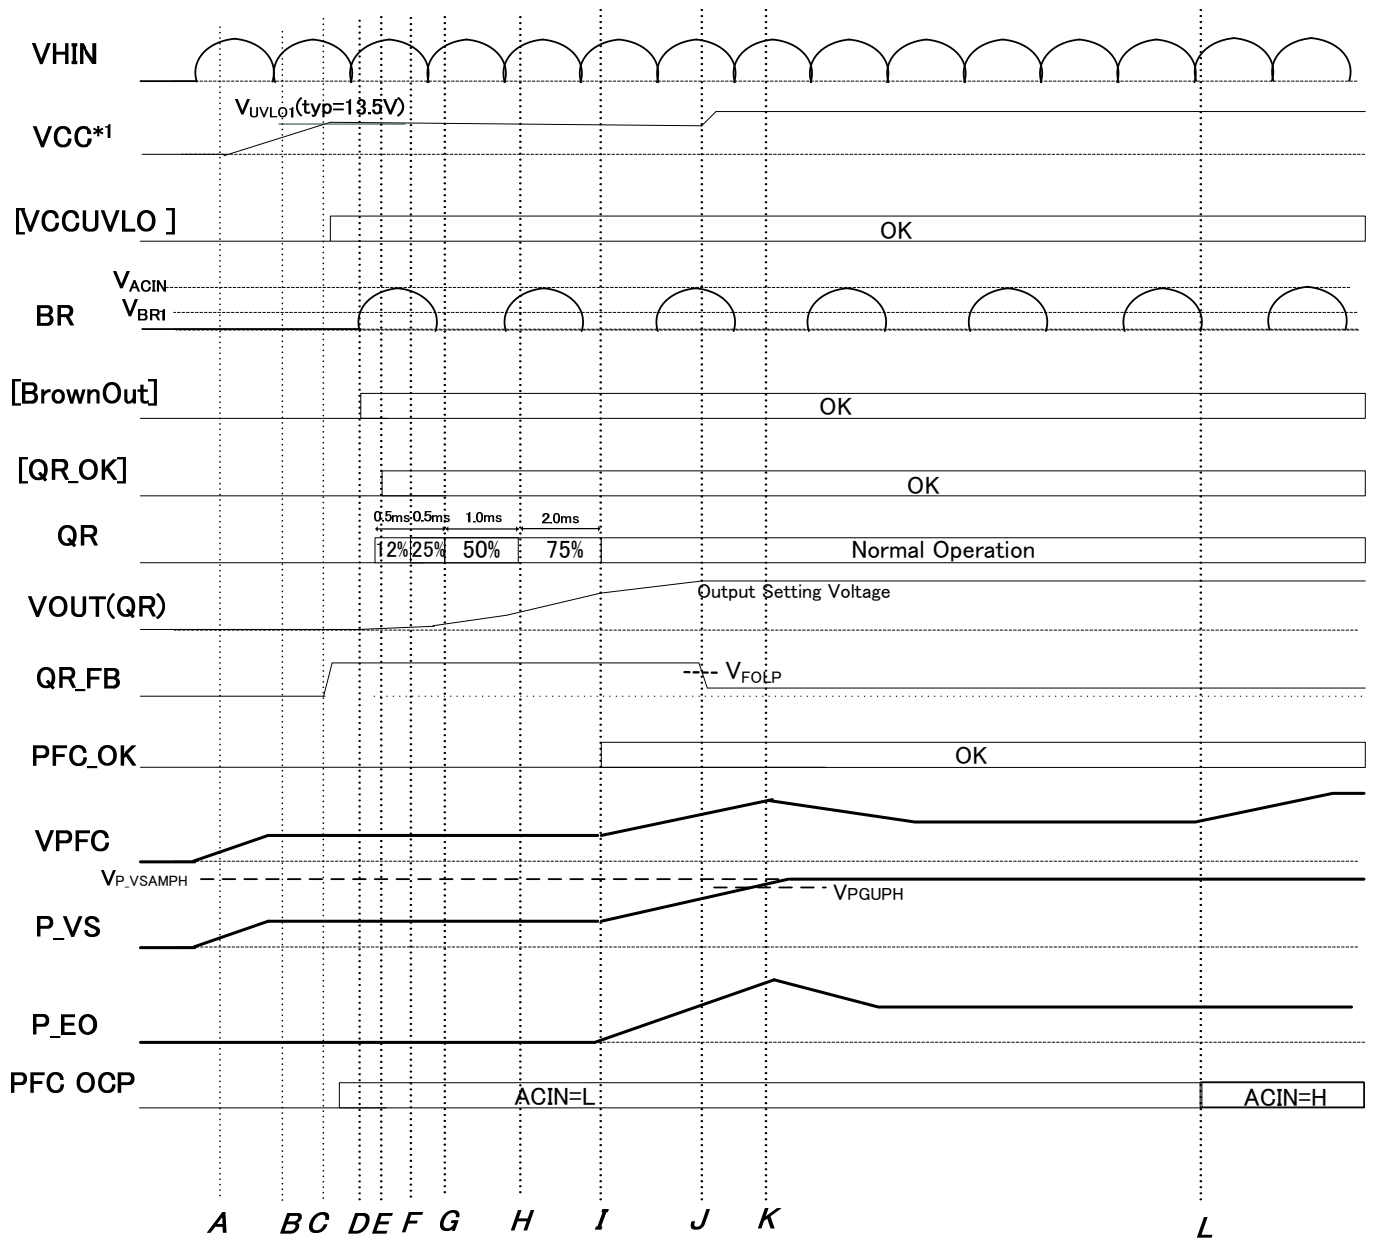 VHIN
VUVLO1(typ=13.5V)
VCC*1
[VCCUVLO ]
OK
VACIN
VBR1
BR
[BrownOut]
OK
[QR_OK]
OK
0.5ms 0.5ms 1.0ms 2.0ms
QR
12% 25% 50% 75% Normal Operation
Output Setting Voltage
VOUT(QR)
QR_FB
VFOLP
PFC_OK
OK
VPFC
VP_VSAMPH
VPGUPH
P_VS
P_EO
PFC OCP
ACIN=L
ACIN=H
A B C D E F G H I J K L